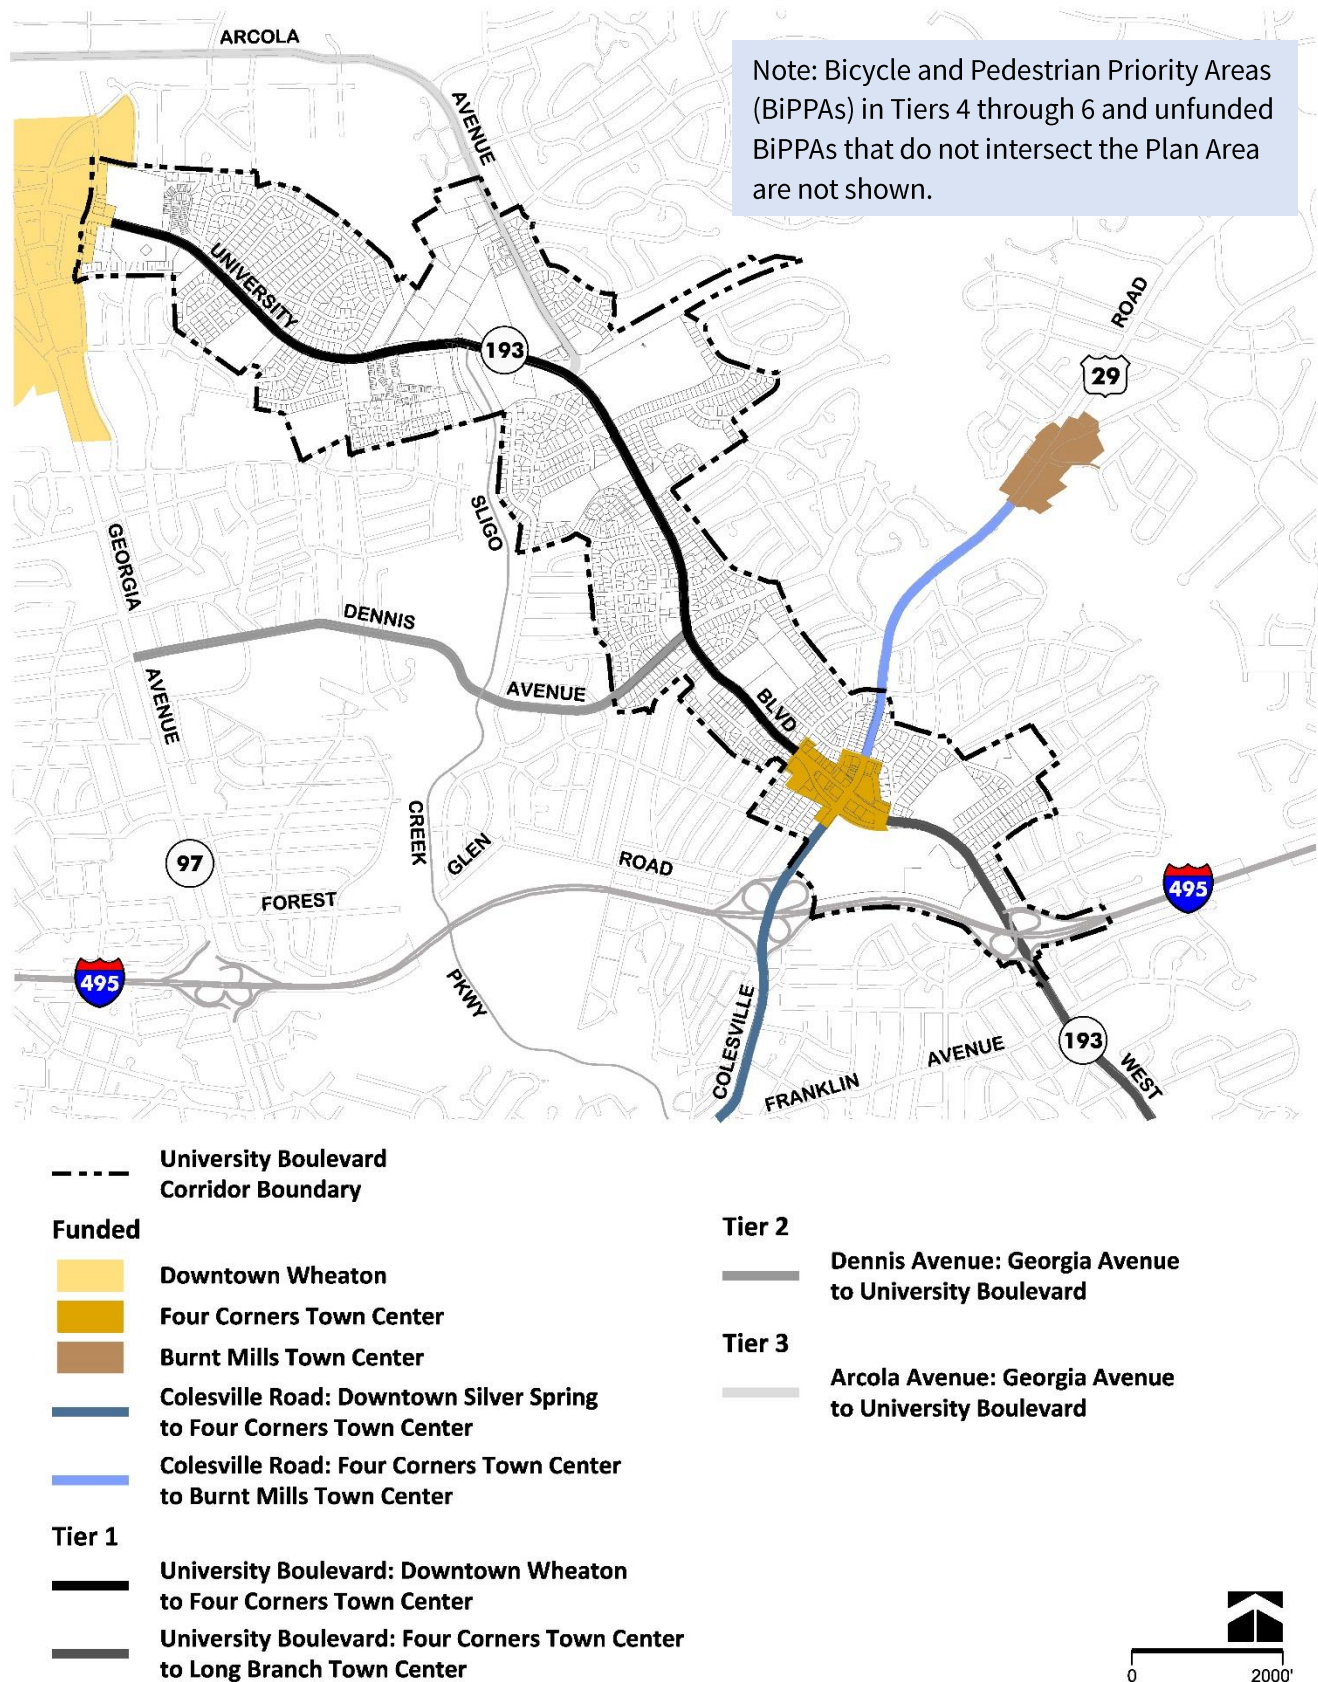 ARCOLA
AVENUE
Note: Bicycle and Pedestrian Priority Areas
(BiPPAs) in Tiers 4 through 6 and unfunded
BiPPAs that do not intersect the Plan Area
are not shown.
UNIVERSITY
193
ROAD
29
SLIGO
GEORGIA
DENNIS
AVENUE
AVENUE
BLVD
CREEK
GLEN
ROAD
97
FOREST
495
495
PKWY
COLESVILLE
FRANKLIN
AVENUE
193
WEST
University Boulevard
Corridor Boundary
Funded
Downtown Wheaton
Four Corners Town Center
Burnt Mills Town Center
Colesville Road: Downtown Silver Spring
to Four Corners Town Center
Colesville Road: Four Corners Town Center
to Burnt Mills Town Center
Tier 1
University Boulevard: Downtown Wheaton
to Four Corners Town Center
University Boulevard: Four Corners Town Center
to Long Branch Town Center
Tier 2
Dennis Avenue: Georgia Avenue
to University Boulevard
Tier 3
Arcola Avenue: Georgia Avenue
to University Boulevard
0 2000'